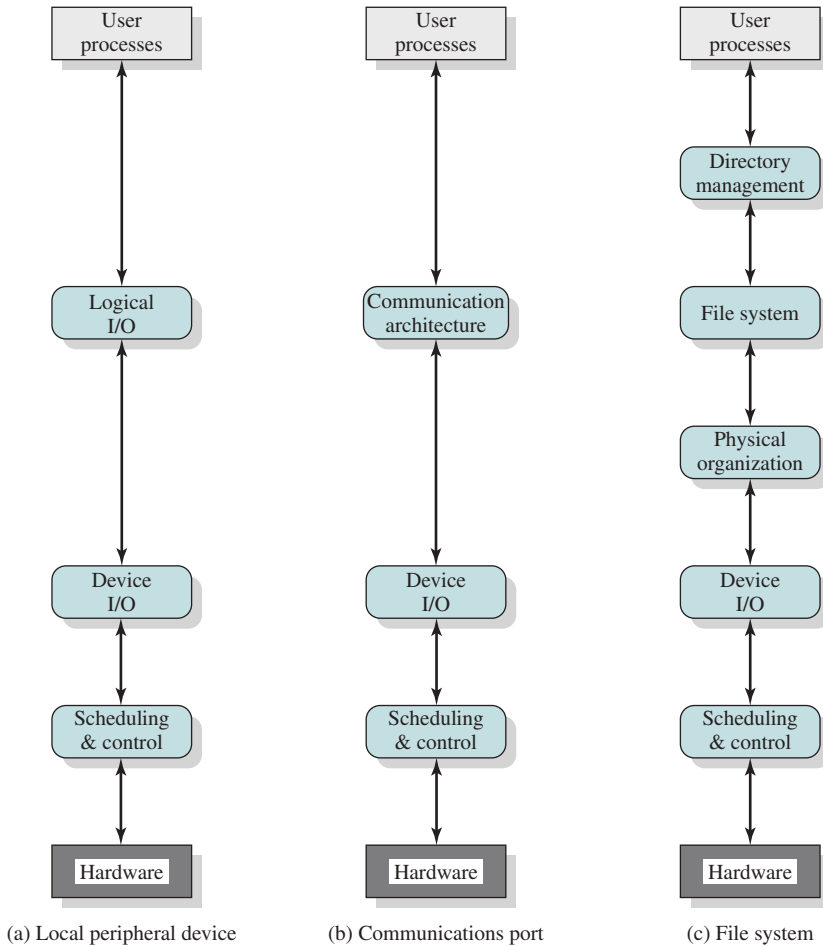 User
processes
Logical
I/O
Device
I/O
Scheduling
& control
Hardware
(a) Local peripheral device
User
processes
Communication
architecture
Device
I/O
Scheduling
& control
Hardware
(b) Communications port
User
processes
Directory
management
File system
Physical
organization
Device
I/O
Scheduling
& control
Hardware
(c) File system